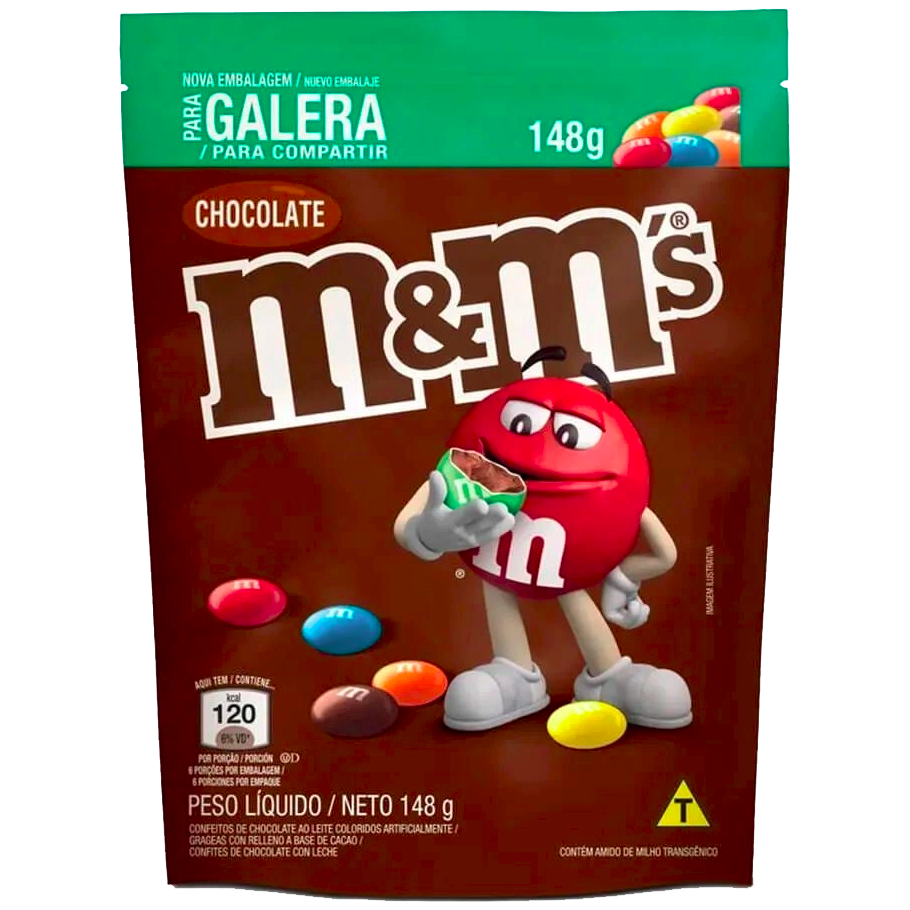 NOVA EMBALAGEM / NUEVO EMBALAJE
PARA
GALERA
/ PARA COMPARTIR
148g
CHOCOLATE
m&m's®
m
m
®
IMAGEM ILUSTRATIVA
m
m
m
m
AQUI TEM / CONTIENE...
kcal
120
6% VD*
POR PORÇÃO / PORCIÓN
6 PORÇÕES POR EMBALAGEM /
6 PORCIONES POR EMPAQUE
PESO LÍQUIDO / NETO 148 g
CONFEITOS DE CHOCOLATE AO LEITE COLORIDOS ARTIFICIALMENTE /
GRAGEAS CON RELLENO A BASE DE CACAO /
CONFITES DE CHOCOLATE CON LECHE
T
CONTÉM AMIDO DE MILHO TRANSGÊNICO